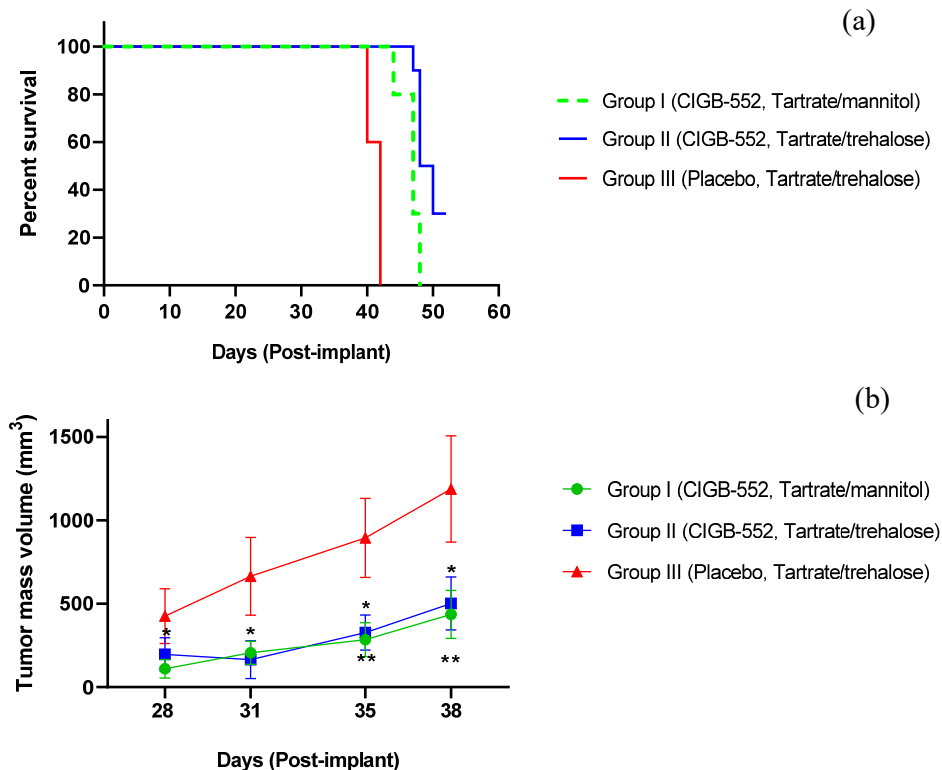 (a)
100
80
60
40
20
0
Percent survival
0 10 20 30 40 50 60
Days (Post-implant)
Group I (CIGB-552, Tartrate/mannitol)
Group II (CIGB-552, Tartrate/trehalose)
Group III (Placebo, Tartrate/trehalose)
(b)
1500
1000
500
0
Tumor mass volume (mm³)
* * * *
** **
28 31 35 38
Days (Post-implant)
Group I (CIGB-552, Tartrate/mannitol)
Group II (CIGB-552, Tartrate/trehalose)
Group III (Placebo, Tartrate/trehalose)